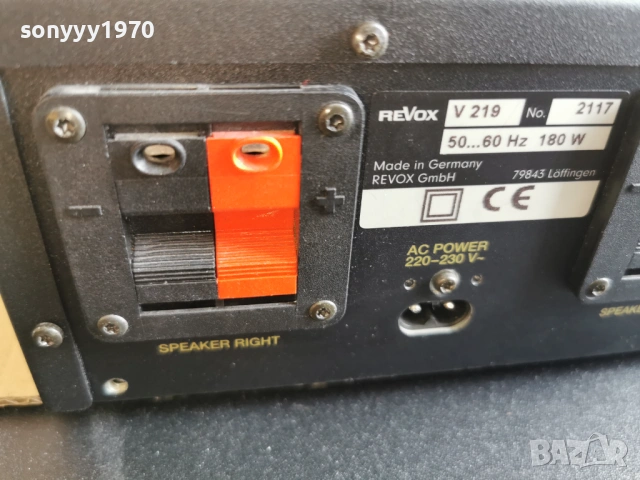 sonyyy1970
REVOX V 219 No. 2117
50...60 Hz 180 W
Made in Germany
REVOX GmbH 79843 Löffingen
CE
AC POWER
220–230 V~
- +
SPEAKER RIGHT
SPEAKER
BAZAR